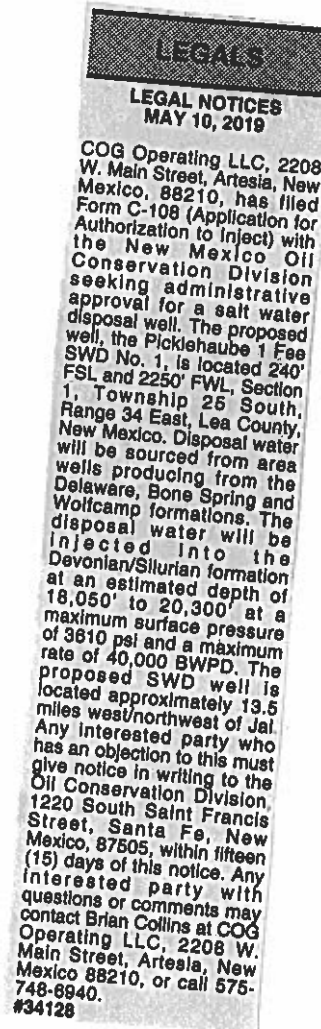 LEGALS
LEGAL NOTICES
MAY 10, 2019
COG Operating LLC, 2208
W. Main Street, Artesia, New
Mexico, 88210, has filed
Form C-108 (Application for
Authorization to Inject) with
the New Mexico Oil
Conservation Division
seeking administrative
approval for a salt water
disposal well. The proposed
well, the Picklehaube 1 Fee
SWD No. 1, is located 240'
FSL and 2250' FWL, Section
1, Township 25 South,
Range 34 East, Lea County,
New Mexico. Disposal water
will be sourced from area
wells producing from the
Delaware, Bone Spring and
Wolfcamp formations. The
disposal water will be
injected into the
Devonian/Silurian formation
at an estimated depth of
18,050' to 20,300' at a
maximum surface pressure
of 3610 psi and a maximum
rate of 40,000 BWPD. The
proposed SWD well is
located approximately 13.5
miles west/northwest of Jal.
Any interested party who
has an objection to this must
give notice in writing to the
Oil Conservation Division,
1220 South Saint Francis
Street, Santa Fe, New
Mexico, 87505, within fifteen
(15) days of this notice. Any
interested party with
questions or comments may
contact Brian Collins at COG
Operating LLC, 2208 W.
Main Street, Artesia, New
Mexico 88210, or call 575-
748-6940.
#34128